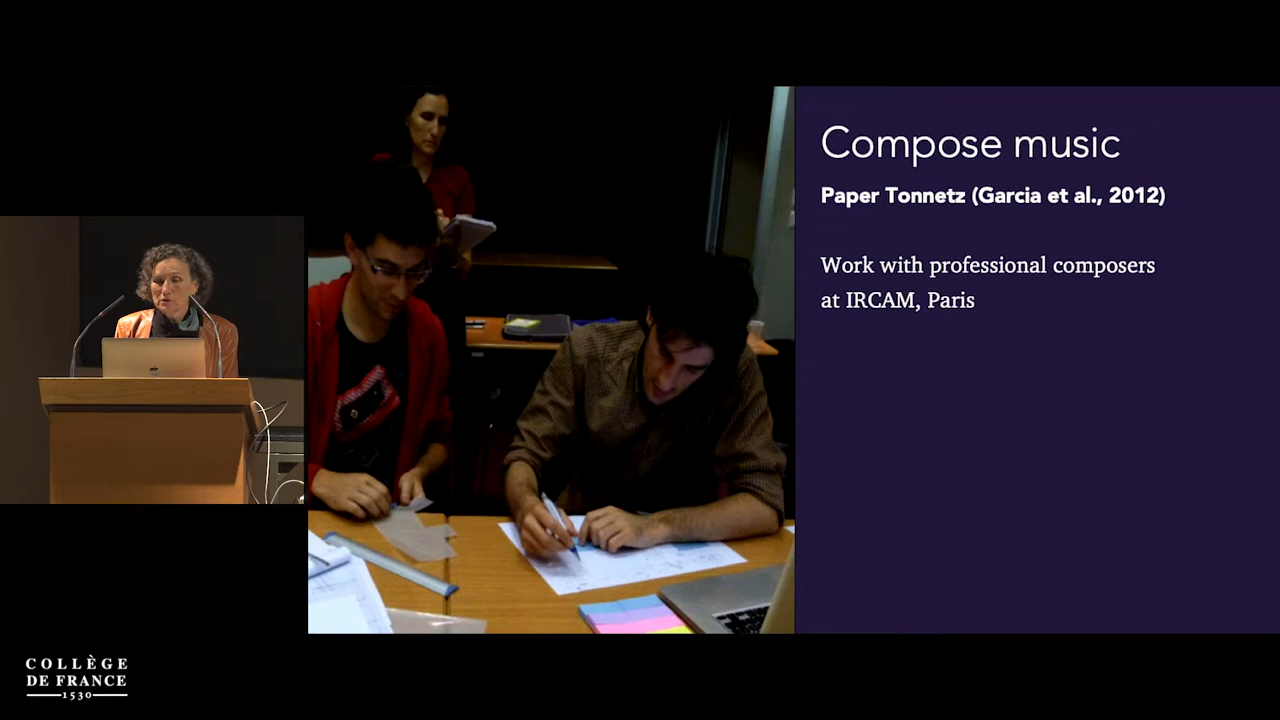 Compose music
Paper Tonnetz (Garcia et al., 2012)
Work with professional composers
at IRCAM, Paris
COLLÈGE
DE FRANCE
1530